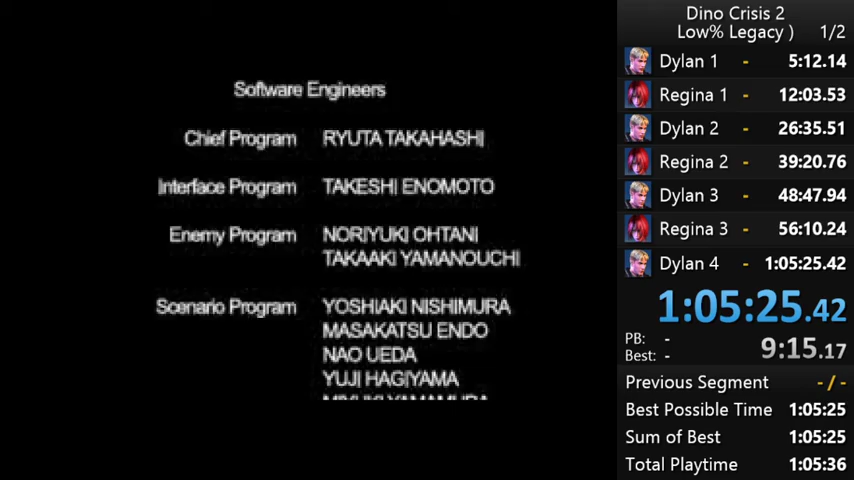 Software Engineers
Chief Program RYUTA TAKAHASHI
Interface Program TAKESHI ENOMOTO
Enemy Program NORIYUKI OHTANI
TAKAAKI YAMANOUCHI
Scenario Program YOSHIAKI NISHIMURA
MASAKATSU ENDO
NAO UEDA
YUJI HAGIYAMA
MIYUKI YAMAMURA
Dino Crisis 2
Low% Legacy ) 1/2
Dylan 1 - 5:12.14
Regina 1 - 12:03.53
Dylan 2 - 26:35.51
Regina 2 - 39:20.76
Dylan 3 - 48:47.94
Regina 3 - 56:10.24
Dylan 4 - 1:05:25.42
1:05:25.42
PB: -
Best: -
9:15.17
Previous Segment - / -
Best Possible Time 1:05:25
Sum of Best 1:05:25
Total Playtime 1:05:36